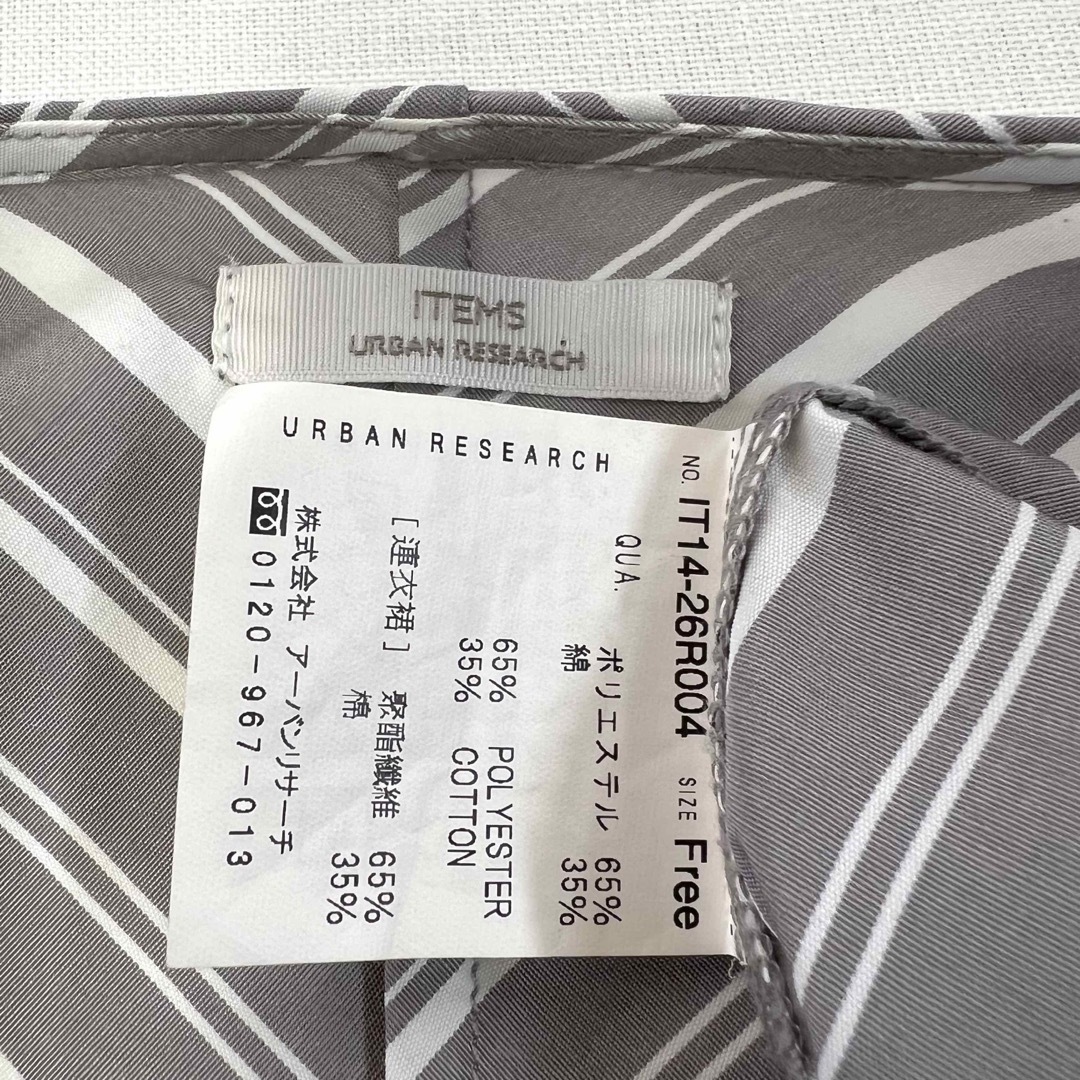 ITEMS
URBAN RESEARCH
URBAN RESEARCH
NO. IT14-26R004 SIZE Free
QUA. ポリエステル 65%
綿 35%
65% POLYESTER
35% COTTON
[連衣裙] 聚酯纖維 65%
棉 35%
株式会社 アーバンリサーチ
0120-967-013